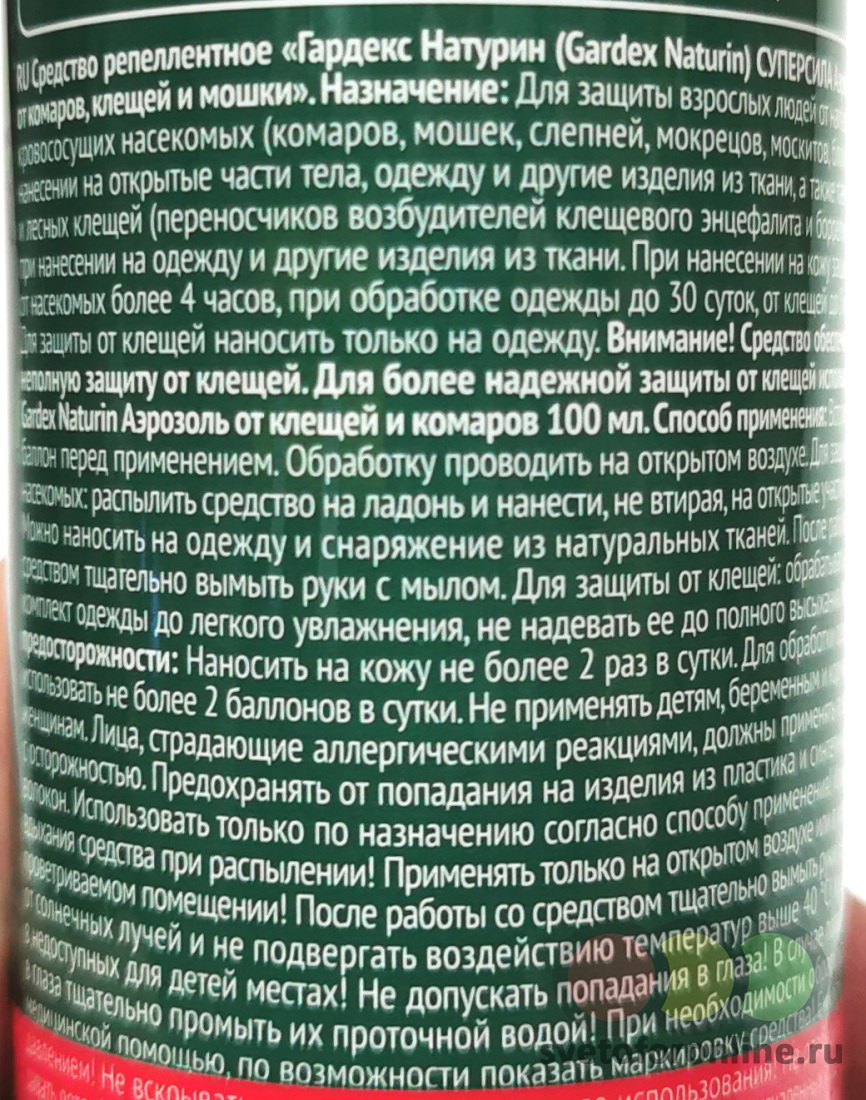 RU Средство репеллентное «Гардекс Натурин (Gardex Naturin) СУПЕРСИЛА
от комаров, клещей и мошки». Назначение: Для защиты взрослых людей от
кровососущих насекомых (комаров, мошек, слепней, мокрецов, москитов,
нанесении на открытые части тела, одежду и другие изделия из ткани, а также
и лесных клещей (переносчиков возбудителей клещевого энцефалита и
при нанесении на одежду и другие изделия из ткани. При нанесении на кожу
от насекомых более 4 часов, при обработке одежды до 30 суток, от клещей
Для защиты от клещей наносить только на одежду. Внимание! Средство
неполную защиту от клещей. Для более надежной защиты от клещей
Gardex Naturin Аэрозоль от клещей и комаров 100 мл. Способ применения:
баллон перед применением. Обработку проводить на открытом воздухе. Для
насекомых: распылить средство на ладонь и нанести, не втирая, на открытые
Можно наносить на одежду и снаряжение из натуральных тканей. После
средством тщательно вымыть руки с мылом. Для защиты от клещей:
комплект одежды до легкого увлажнения, не надевать ее до полного
предосторожности: Наносить на кожу не более 2 раз в сутки. Для
использовать не более 2 баллонов в сутки. Не применять детям, беременным и
женщинам. Лица, страдающие аллергическими реакциями, должны
с осторожностью. Предохранять от попадания на изделия из пластика и
волокон. Использовать только по назначению согласно способу применения.
вдыхания средства при распылении! Применять только на открытом воздухе или
проветриваемом помещении! После работы со средством тщательно вымыть
от солнечных лучей и не подвергать воздействию температур выше 40 °C
в недоступных для детей местах! Не допускать попадания в глаза! В
в глаза тщательно промыть их проточной водой! При необходимости
медицинской помощью, по возможности показать маркировку средства
давлением! Не вскрывать
использования.
svetoforonline.ru